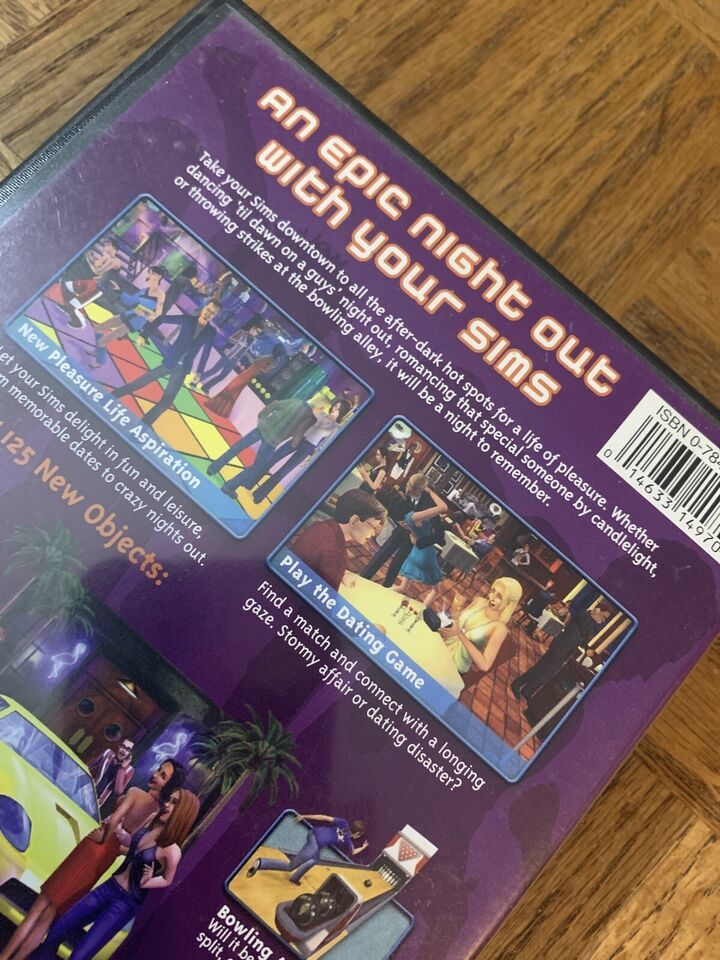 An EPIC NIGHT OUT
WITH YOUR SIMS
Take your Sims downtown to all the after-dark hot spots for a life of pleasure. Whether
dancing 'til dawn on a guys' night out, romancing that special someone by candlelight,
or throwing strikes at the bowling alley, it will be a night to remember.
ISBN 0-78
0 14633 1497
New Pleasure Life Aspiration
Let your Sims delight in fun and leisure,
memorable dates to crazy nights out.
Play the Dating Game
Find a match and connect with a longing
gaze. Stormy affair or dating disaster?
125 New Objects:
Bowling
Will it be
split,